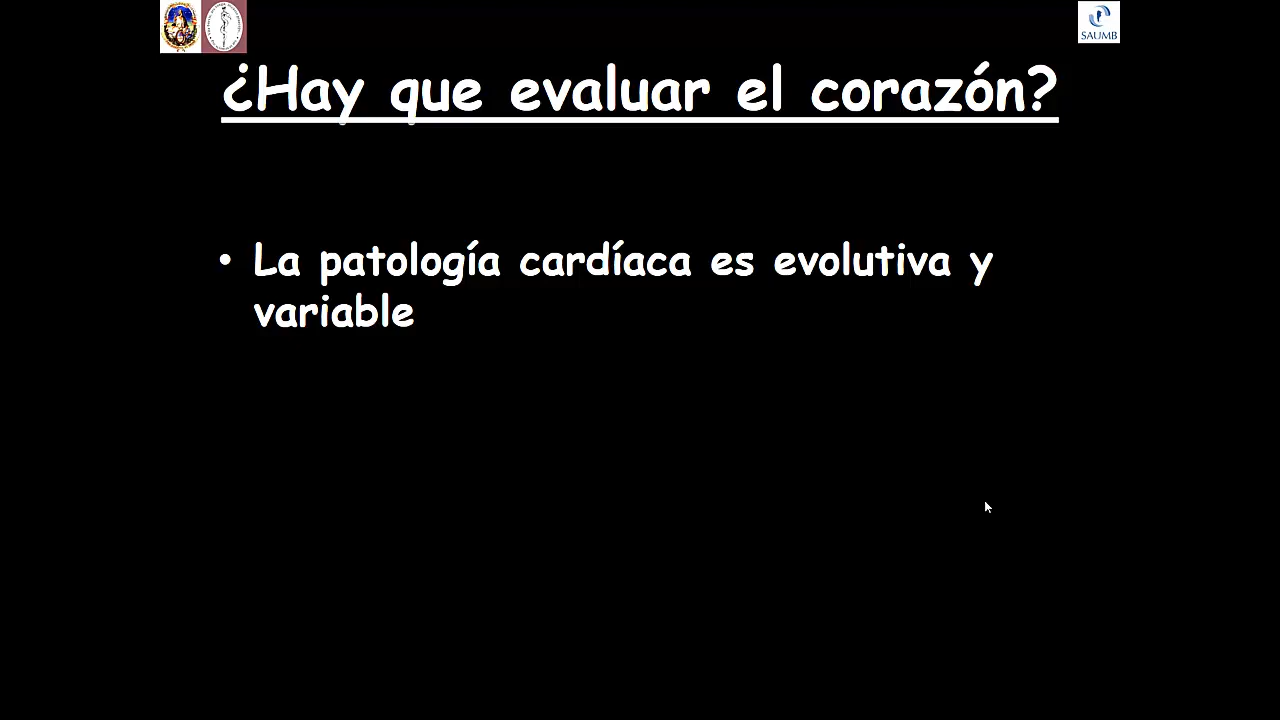 SAUMB
¿Hay que evaluar el corazón?
• La patología cardíaca es evolutiva y
variable